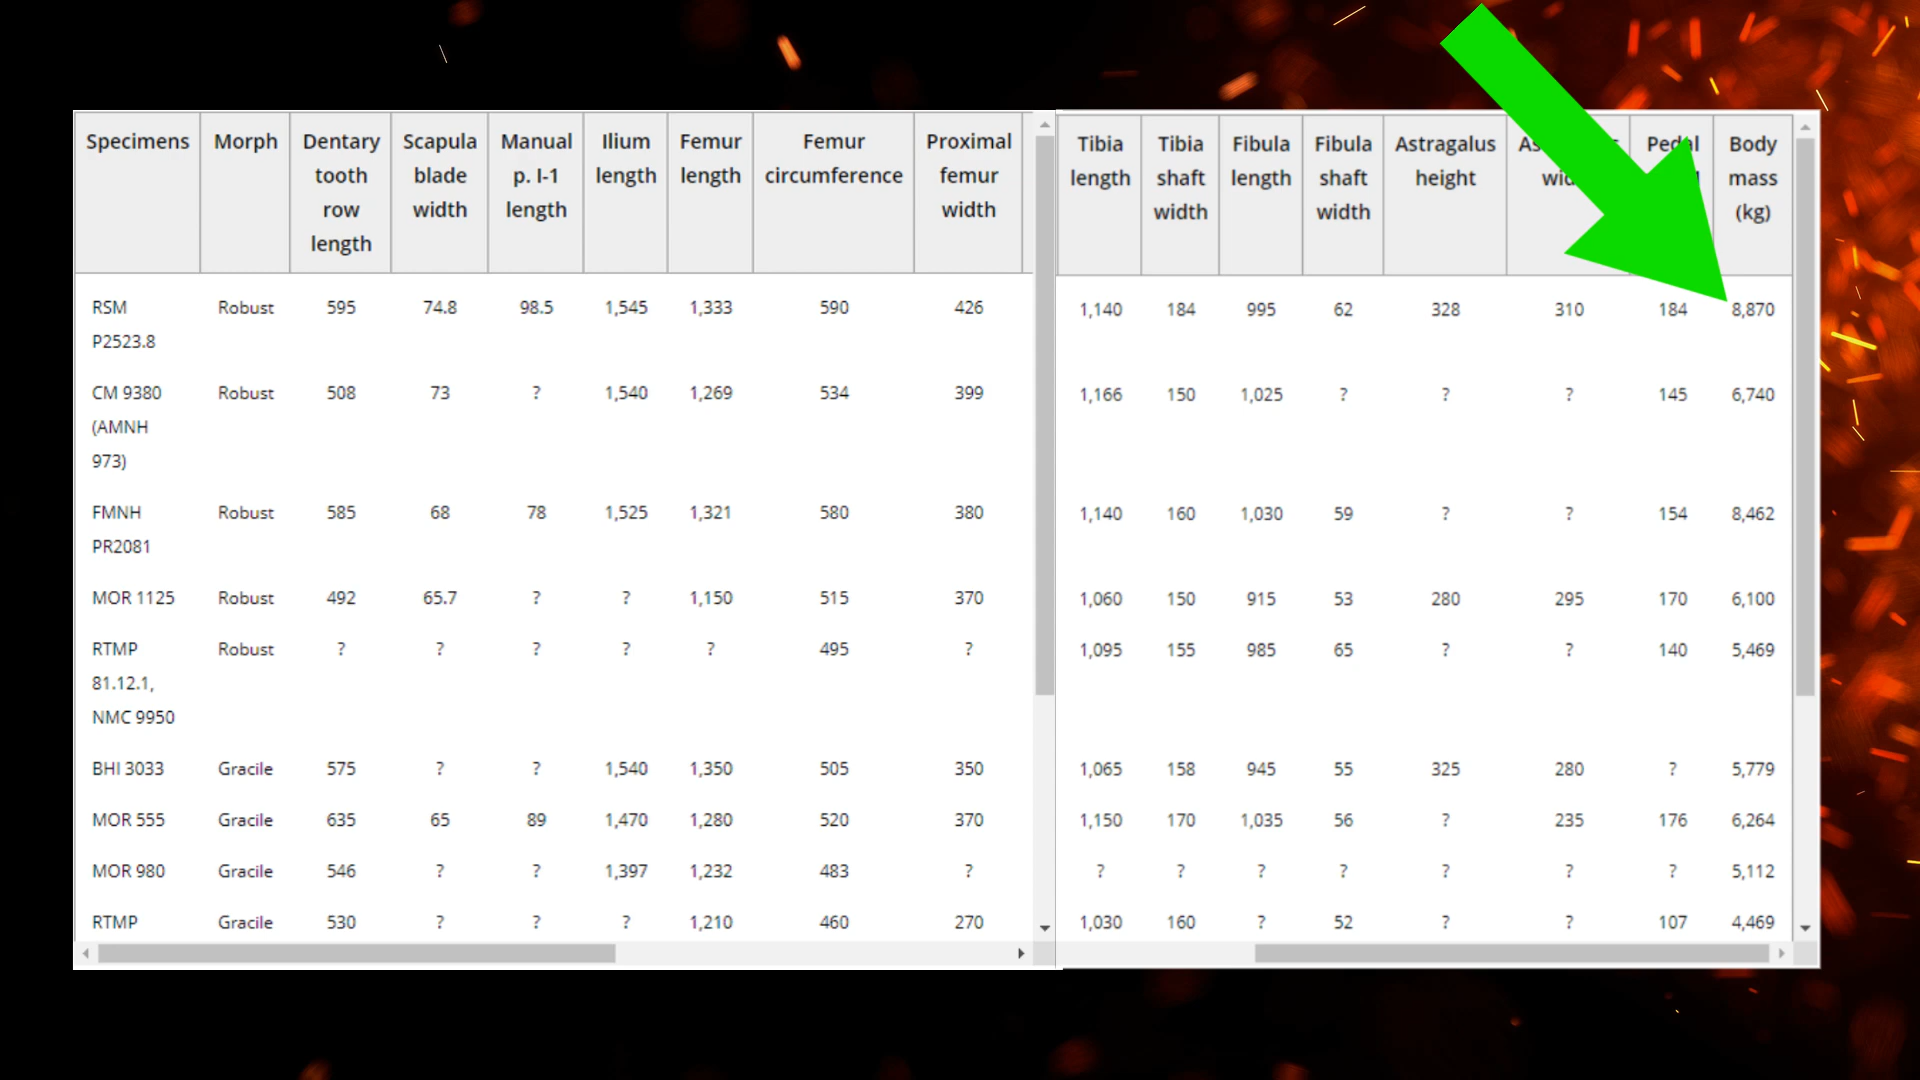 Specimens Morph Dentary tooth row length Scapula blade width Manual p. I-1 length Ilium length Femur length Femur circumference Proximal femur width Tibia length Tibia shaft width Fibula length Fibula shaft width Astragalus height Body mass (kg)
RSM P2523.8 Robust 595 74.8 98.5 1,545 1,333 590 426 1,140 184 995 62 328 310 184 8,870
CM 9380 (AMNH 973) Robust 508 73 ? 1,540 1,269 534 399 1,166 150 1,025 ? ? ? 145 6,740
FMNH PR2081 Robust 585 68 78 1,525 1,321 580 380 1,140 160 1,030 59 ? ? 154 8,462
MOR 1125 Robust 492 65.7 ? ? 1,150 515 370 1,060 150 915 53 280 295 170 6,100
RTMP 81.12.1, NMC 9950 Robust ? ? ? ? ? 495 ? 1,095 155 985 65 ? ? 140 5,469
BHI 3033 Gracile 575 ? ? 1,540 1,350 505 350 1,065 158 945 55 325 280 ? 5,779
MOR 555 Gracile 635 65 89 1,470 1,280 520 370 1,150 170 1,035 56 ? 235 176 6,264
MOR 980 Gracile 546 ? ? 1,397 1,232 483 ? ? ? ? ? ? ? ? 5,112
RTMP Gracile 530 ? ? ? 1,210 460 270 1,030 160 ? 52 ? ? 107 4,469